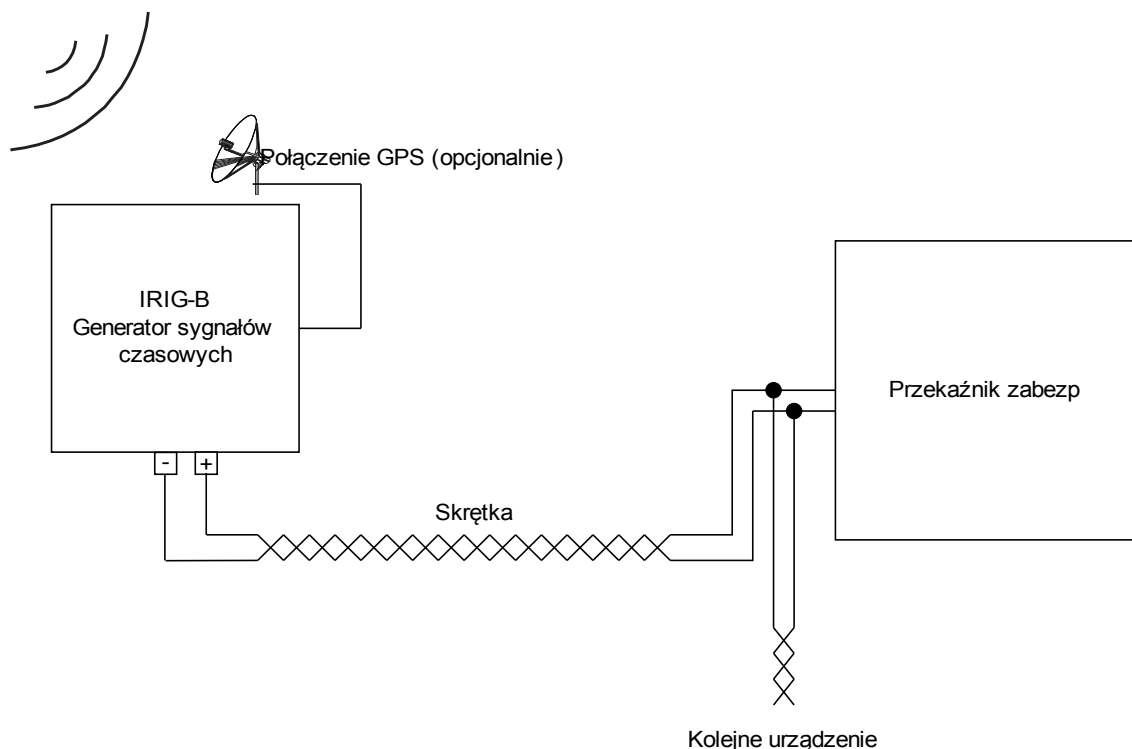 Połączenie GPS (opcjonalnie)
IRIG-B
Generator sygnałów
czasowych
Przekaźnik zabezp
- +
Skrętka
Kolejne urządzenie